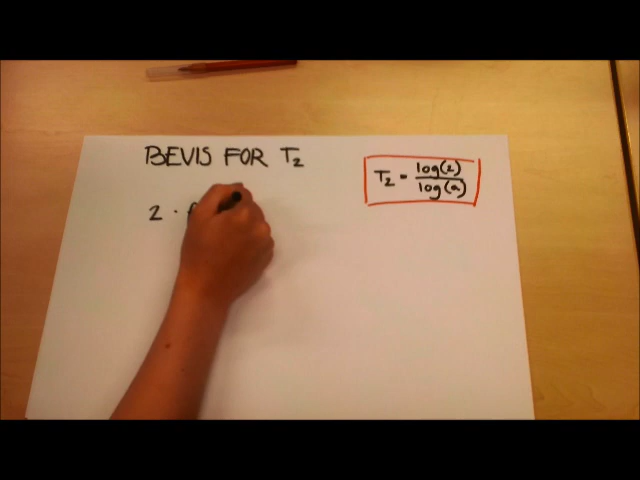 BEVIS FOR T₂
T₂ = log(2)/log(a)
2 ·